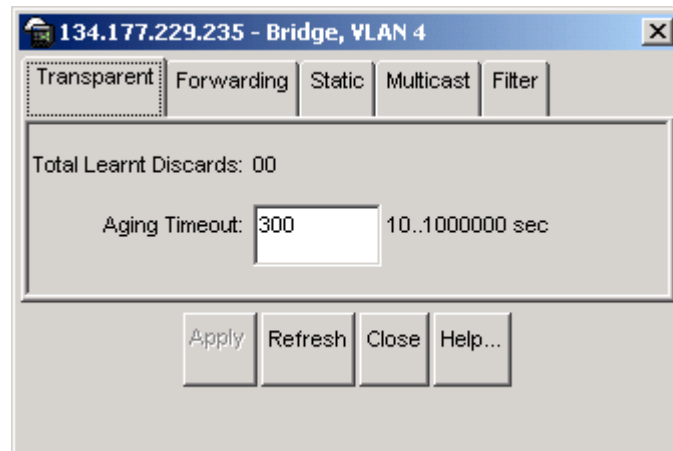 134.177.229.235 - Bridge, VLAN 4
Transparent Forwarding Static Multicast Filter
Total Learnt Discards: 00
Aging Timeout: 300 10..1000000 sec
Apply Refresh Close Help...